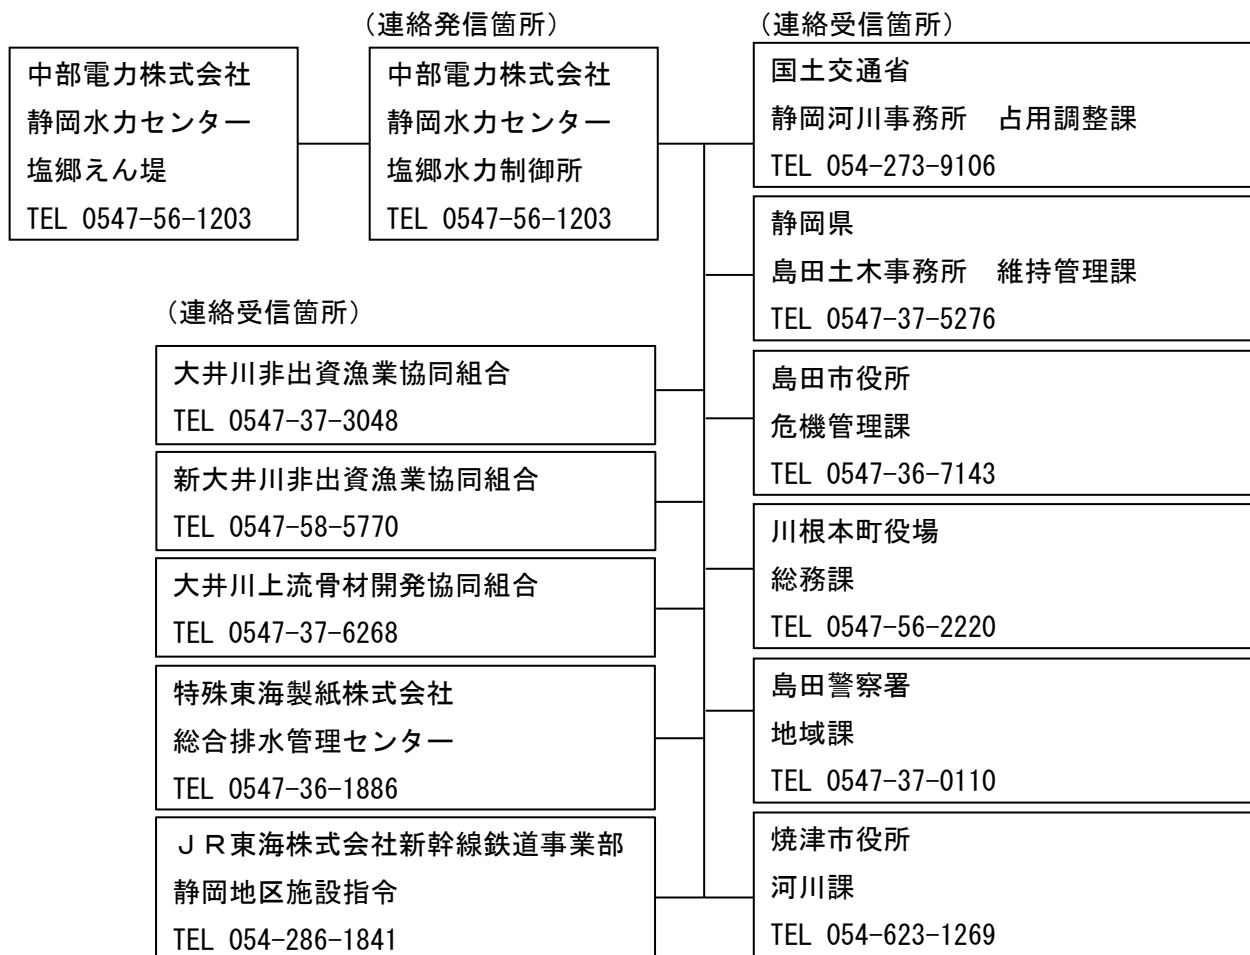 （連絡発信箇所）
（連絡受信箇所）
中部電力株式会社
静岡水力センター
塩郷えん堤
TEL 0547-56-1203
中部電力株式会社
静岡水力センター
塩郷水力制御所
TEL 0547-56-1203
国土交通省
静岡河川事務所　占用調整課
TEL 054-273-9106
静岡県
島田土木事務所　維持管理課
TEL 0547-37-5276
島田市役所
危機管理課
TEL 0547-36-7143
川根本町役場
総務課
TEL 0547-56-2220
島田警察署
地域課
TEL 0547-37-0110
焼津市役所
河川課
TEL 054-623-1269
（連絡受信箇所）
大井川非出資漁業協同組合
TEL 0547-37-3048
新大井川非出資漁業協同組合
TEL 0547-58-5770
大井川上流骨材開発協同組合
TEL 0547-37-6268
特殊東海製紙株式会社
総合排水管理センター
TEL 0547-36-1886
ＪＲ東海株式会社新幹線鉄道事業部
静岡地区施設指令
TEL 054-286-1841